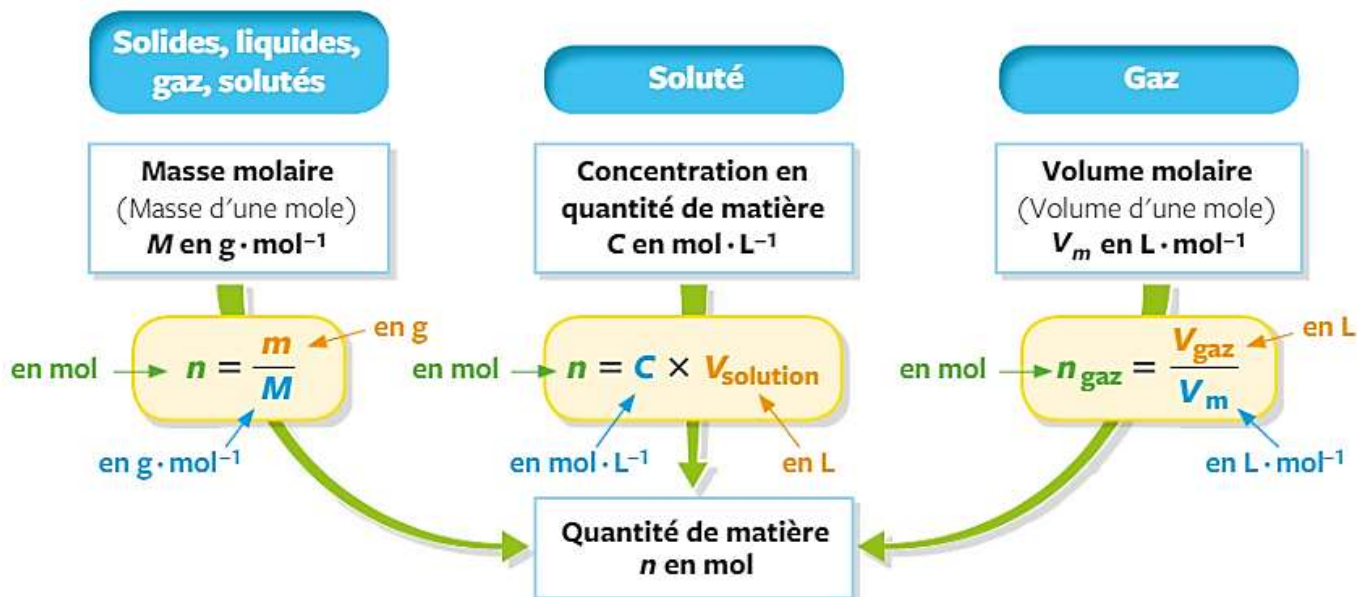 Solides, liquides,
gaz, solutés
Soluté
Gaz
Masse molaire
(Masse d'une mole)
M en g·mol⁻¹
Concentration en
quantité de matière
C en mol·L⁻¹
Volume molaire
(Volume d'une mole)
Vₘ en L·mol⁻¹
en mol
n = m / M
en g
en g·mol⁻¹
en mol
n = C × Vsolution
en mol·L⁻¹
en L
en mol
ngaz = Vgaz / Vm
en L
en L·mol⁻¹
Quantité de matière
n en mol